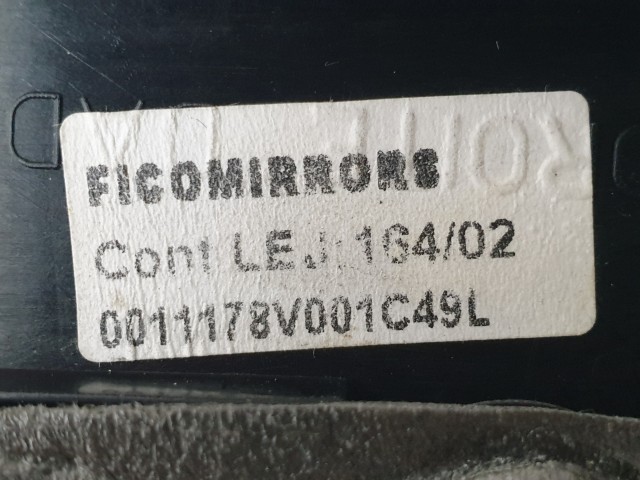 FICOMIRRORS
Cont LEJ: 164/02
0011178V001C49L